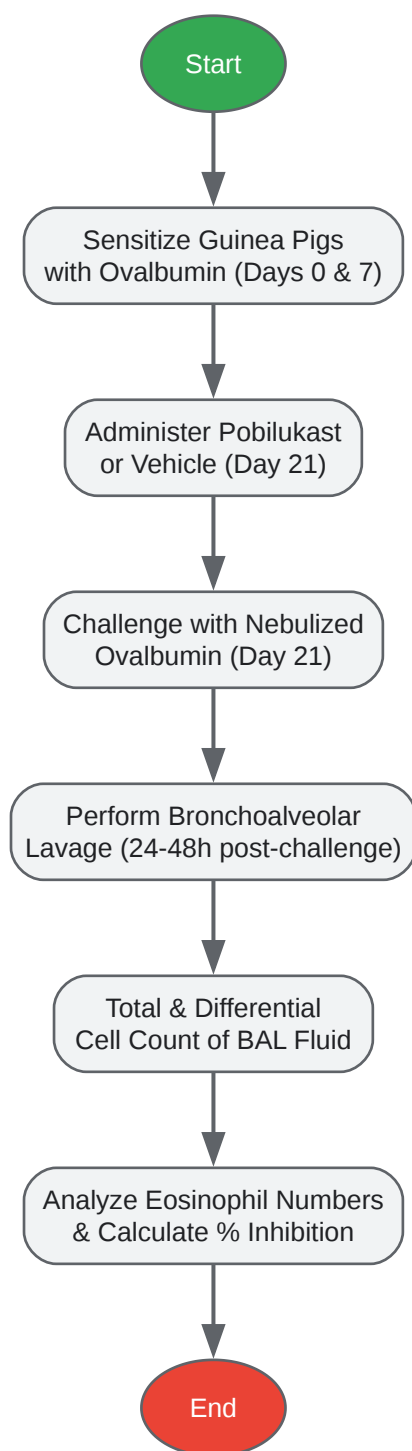 Start
Sensitize Guinea Pigs
with Ovalbumin (Days 0 & 7)
Administer Pobilukast
or Vehicle (Day 21)
Challenge with Nebulized
Ovalbumin (Day 21)
Perform Bronchoalveolar
Lavage (24-48h post-challenge)
Total & Differential
Cell Count of BAL Fluid
Analyze Eosinophil Numbers
& Calculate % Inhibition
End